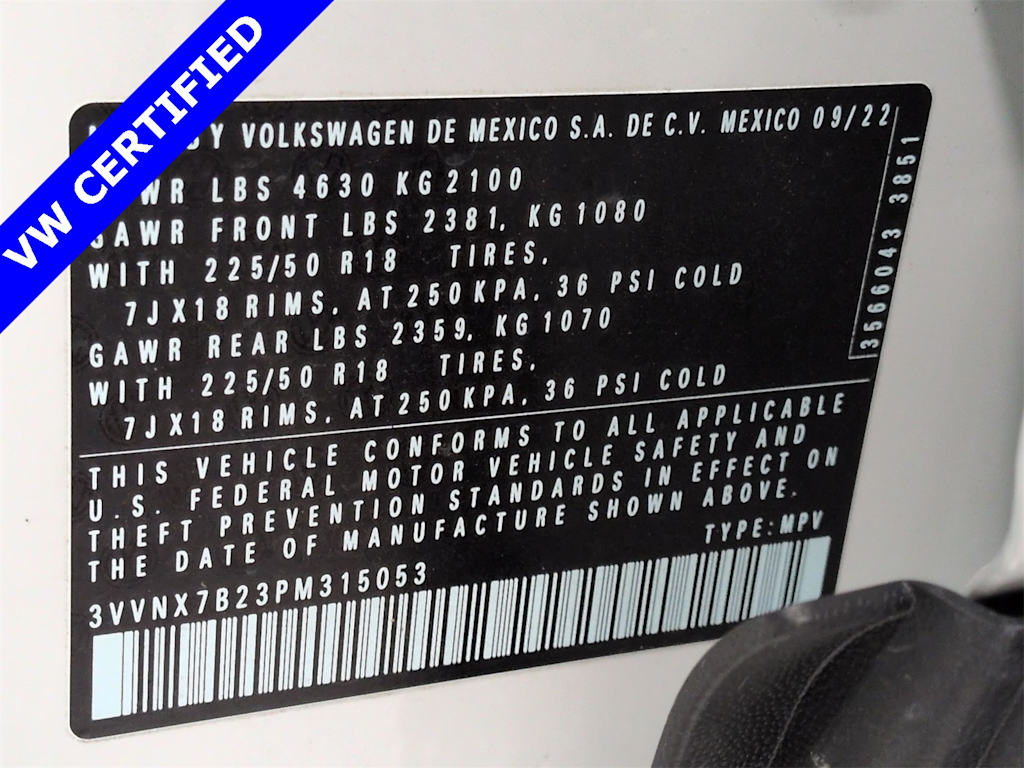 VW CERTIFIED
BY VOLKSWAGEN DE MEXICO S.A. DE C.V. MEXICO 09/22
WR LBS 4630 KG 2100
GAWR FRONT LBS 2381, KG 1080
WITH 225/50 R18 TIRES,
7JX18 RIMS, AT 250 KPA, 36 PSI COLD
GAWR REAR LBS 2359, KG 1070
WITH 225/50 R18 TIRES,
7JX18 RIMS, AT 250 KPA, 36 PSI COLD
3566043 3851
THIS VEHICLE CONFORMS TO ALL APPLICABLE
U.S. FEDERAL MOTOR VEHICLE SAFETY AND
THEFT PREVENTION STANDARDS IN EFFECT ON
THE DATE OF MANUFACTURE SHOWN ABOVE.
TYPE: MPV
3VVNX7B23PM315053